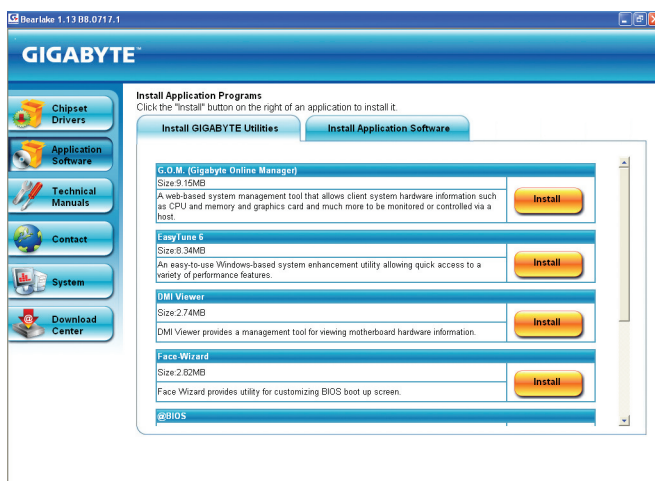 Bearlake 1.13 B8.0717.1
GIGABYTE™
Install Application Programs
Click the "Install" button on the right of an application to install it.
Install GIGABYTE Utilities
Install Application Software
Chipset
Drivers
Application
Software
Technical
Manuals
Contact
System
Download
Center
G.O.M. (Gigabyte Online Manager)
Size:9.15MB
A web-based system management tool that allows client system hardware information such
as CPU and memory and graphics card and much more to be monitored or controlled via a
host.
Install
EasyTune 6
Size:8.34MB
An easy-to-use Windows-based system enhancement utility allowing quick access to a
variety of performance features.
Install
DMI Viewer
Size:2.74MB
DMI Viewer provides a management tool for viewing motherboard hardware information.
Install
Face-Wizard
Size:2.82MB
Face Wizard provides utility for customizing BIOS boot up screen.
Install
@BIOS